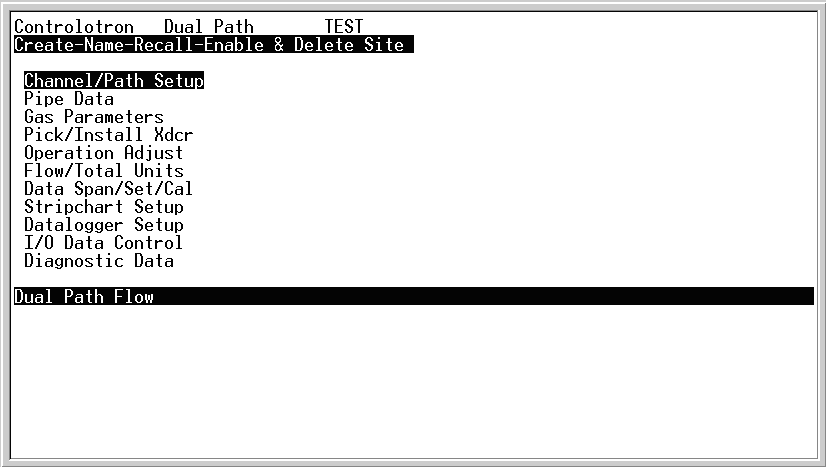 Controlotron   Dual Path       TEST
Create-Name-Recall-Enable & Delete Site
Channel/Path Setup
Pipe Data
Gas Parameters
Pick/Install Xdcr
Operation Adjust
Flow/Total Units
Data Span/Set/Cal
Stripchart Setup
Datalogger Setup
I/O Data Control
Diagnostic Data
Dual Path Flow